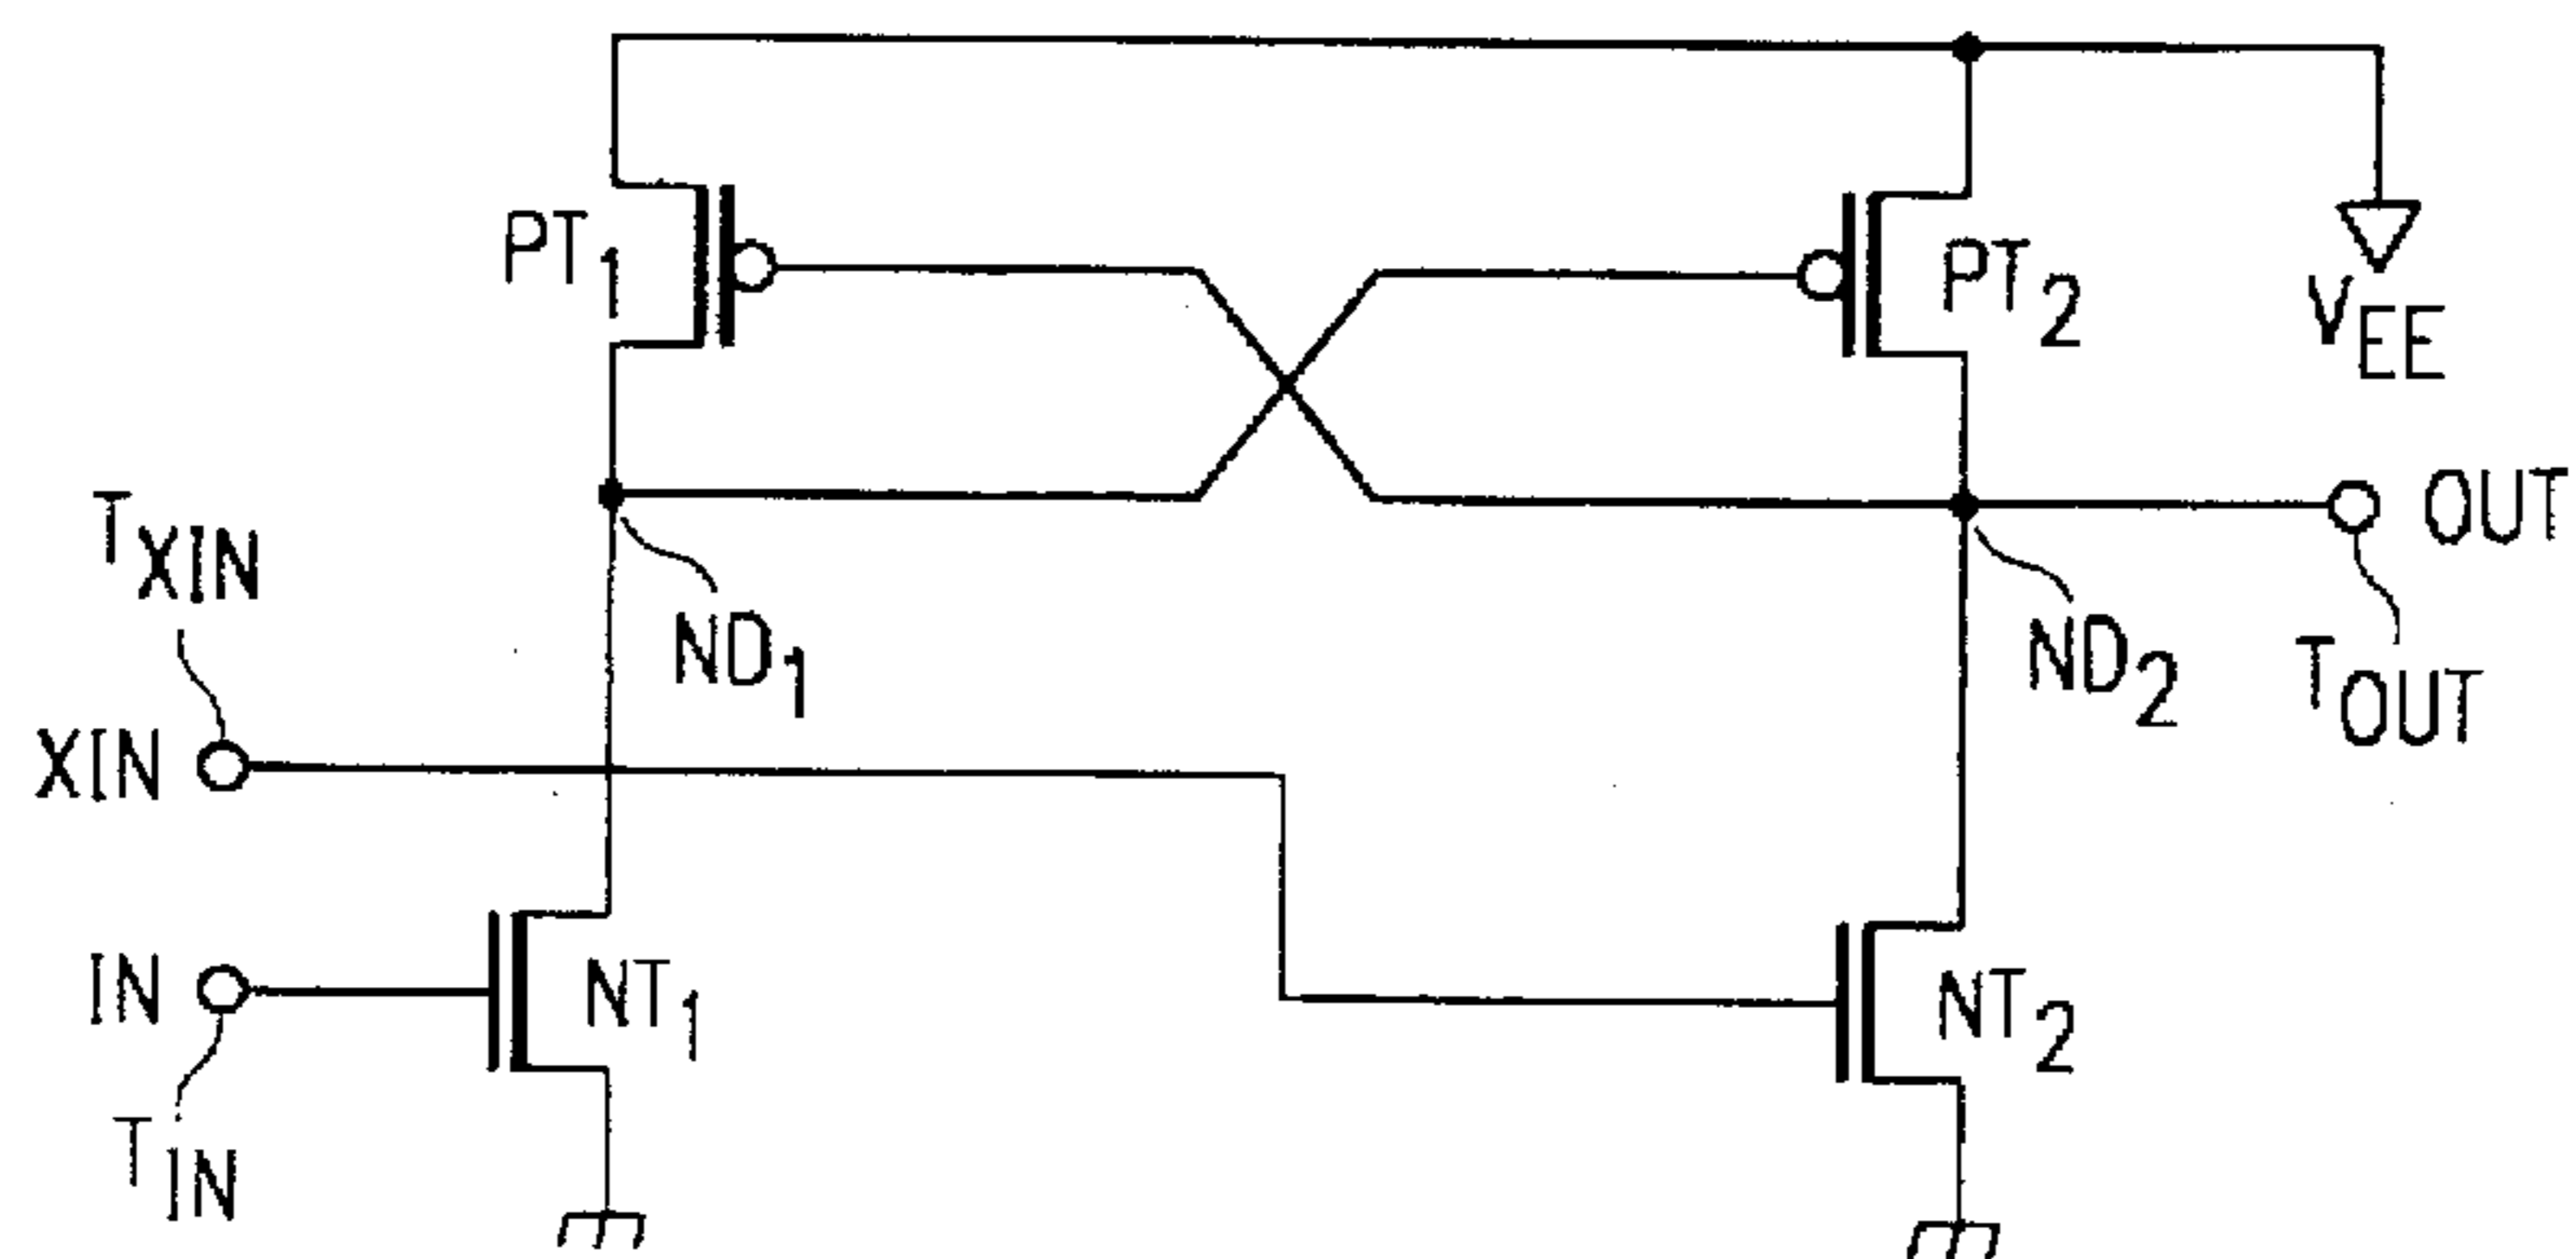 PT1
PT2
VEE
TXIN
OUT
ND1
ND2
TOUT
XIN
IN
NT1
NT2
TIN